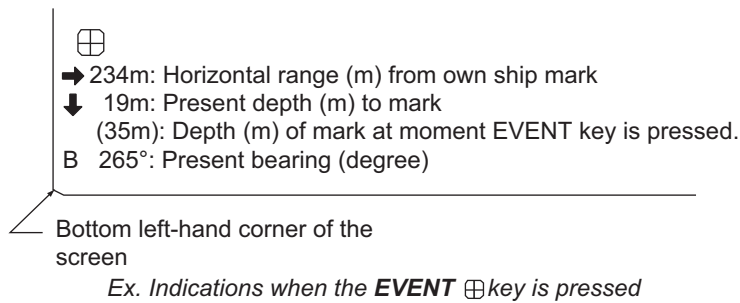 234m: Horizontal range (m) from own ship mark
19m: Present depth (m) to mark
(35m): Depth (m) of mark at moment EVENT key is pressed.
B 265°: Present bearing (degree)
Bottom left-hand corner of the
screen
Ex. Indications when the EVENT key is pressed